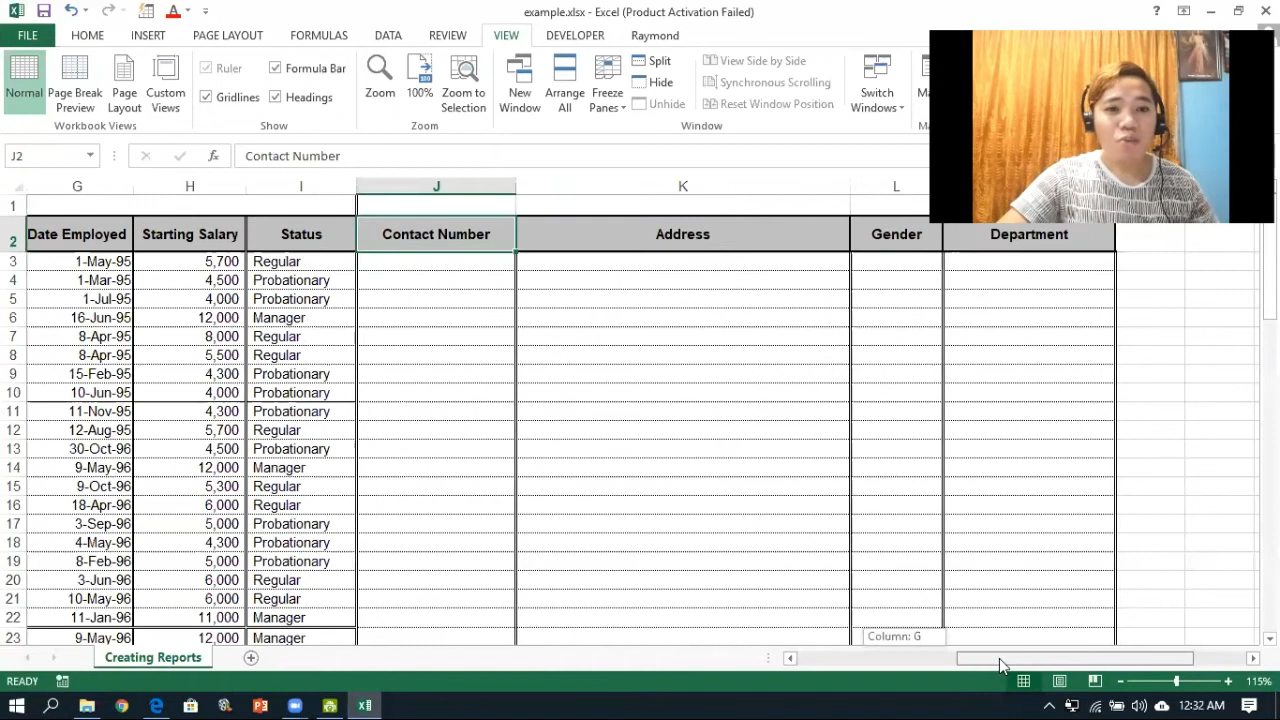 example.xlsx - Excel (Product Activation Failed)
FILE HOME INSERT PAGE LAYOUT FORMULAS DATA REVIEW VIEW DEVELOPER Raymond
Normal Page Break Preview Page Layout Custom Views
Ruler Formula Bar
Gridlines Headings
Zoom 100% Zoom to Selection
New Window Arrange All Freeze Panes
Split
Hide
Unhide
View Side by Side
Synchronous Scrolling
Reset Window Position
Switch Windows
Workbook Views Show Zoom Window
J2 fx Contact Number
G H I J K L
1
2 Date Employed Starting Salary Status Contact Number Address Gender Department
3 1-May-95 5,700 Regular
4 1-Mar-95 4,500 Probationary
5 1-Jul-95 4,000 Probationary
6 16-Jun-95 12,000 Manager
7 8-Apr-95 8,000 Regular
8 8-Apr-95 5,500 Regular
9 15-Feb-95 4,300 Probationary
10 10-Jun-95 4,000 Probationary
11 11-Nov-95 4,300 Probationary
12 12-Aug-95 5,700 Regular
13 30-Oct-96 4,500 Probationary
14 9-May-96 12,000 Manager
15 9-Oct-96 5,300 Regular
16 18-Apr-96 6,000 Regular
17 3-Sep-96 5,000 Probationary
18 4-May-96 4,300 Probationary
19 8-Feb-96 5,000 Probationary
20 3-Jun-96 6,000 Regular
21 10-May-96 6,000 Regular
22 11-Jan-96 11,000 Manager
23 9-May-96 12,000 Manager
Column: G
Creating Reports
READY 115%
12:32 AM